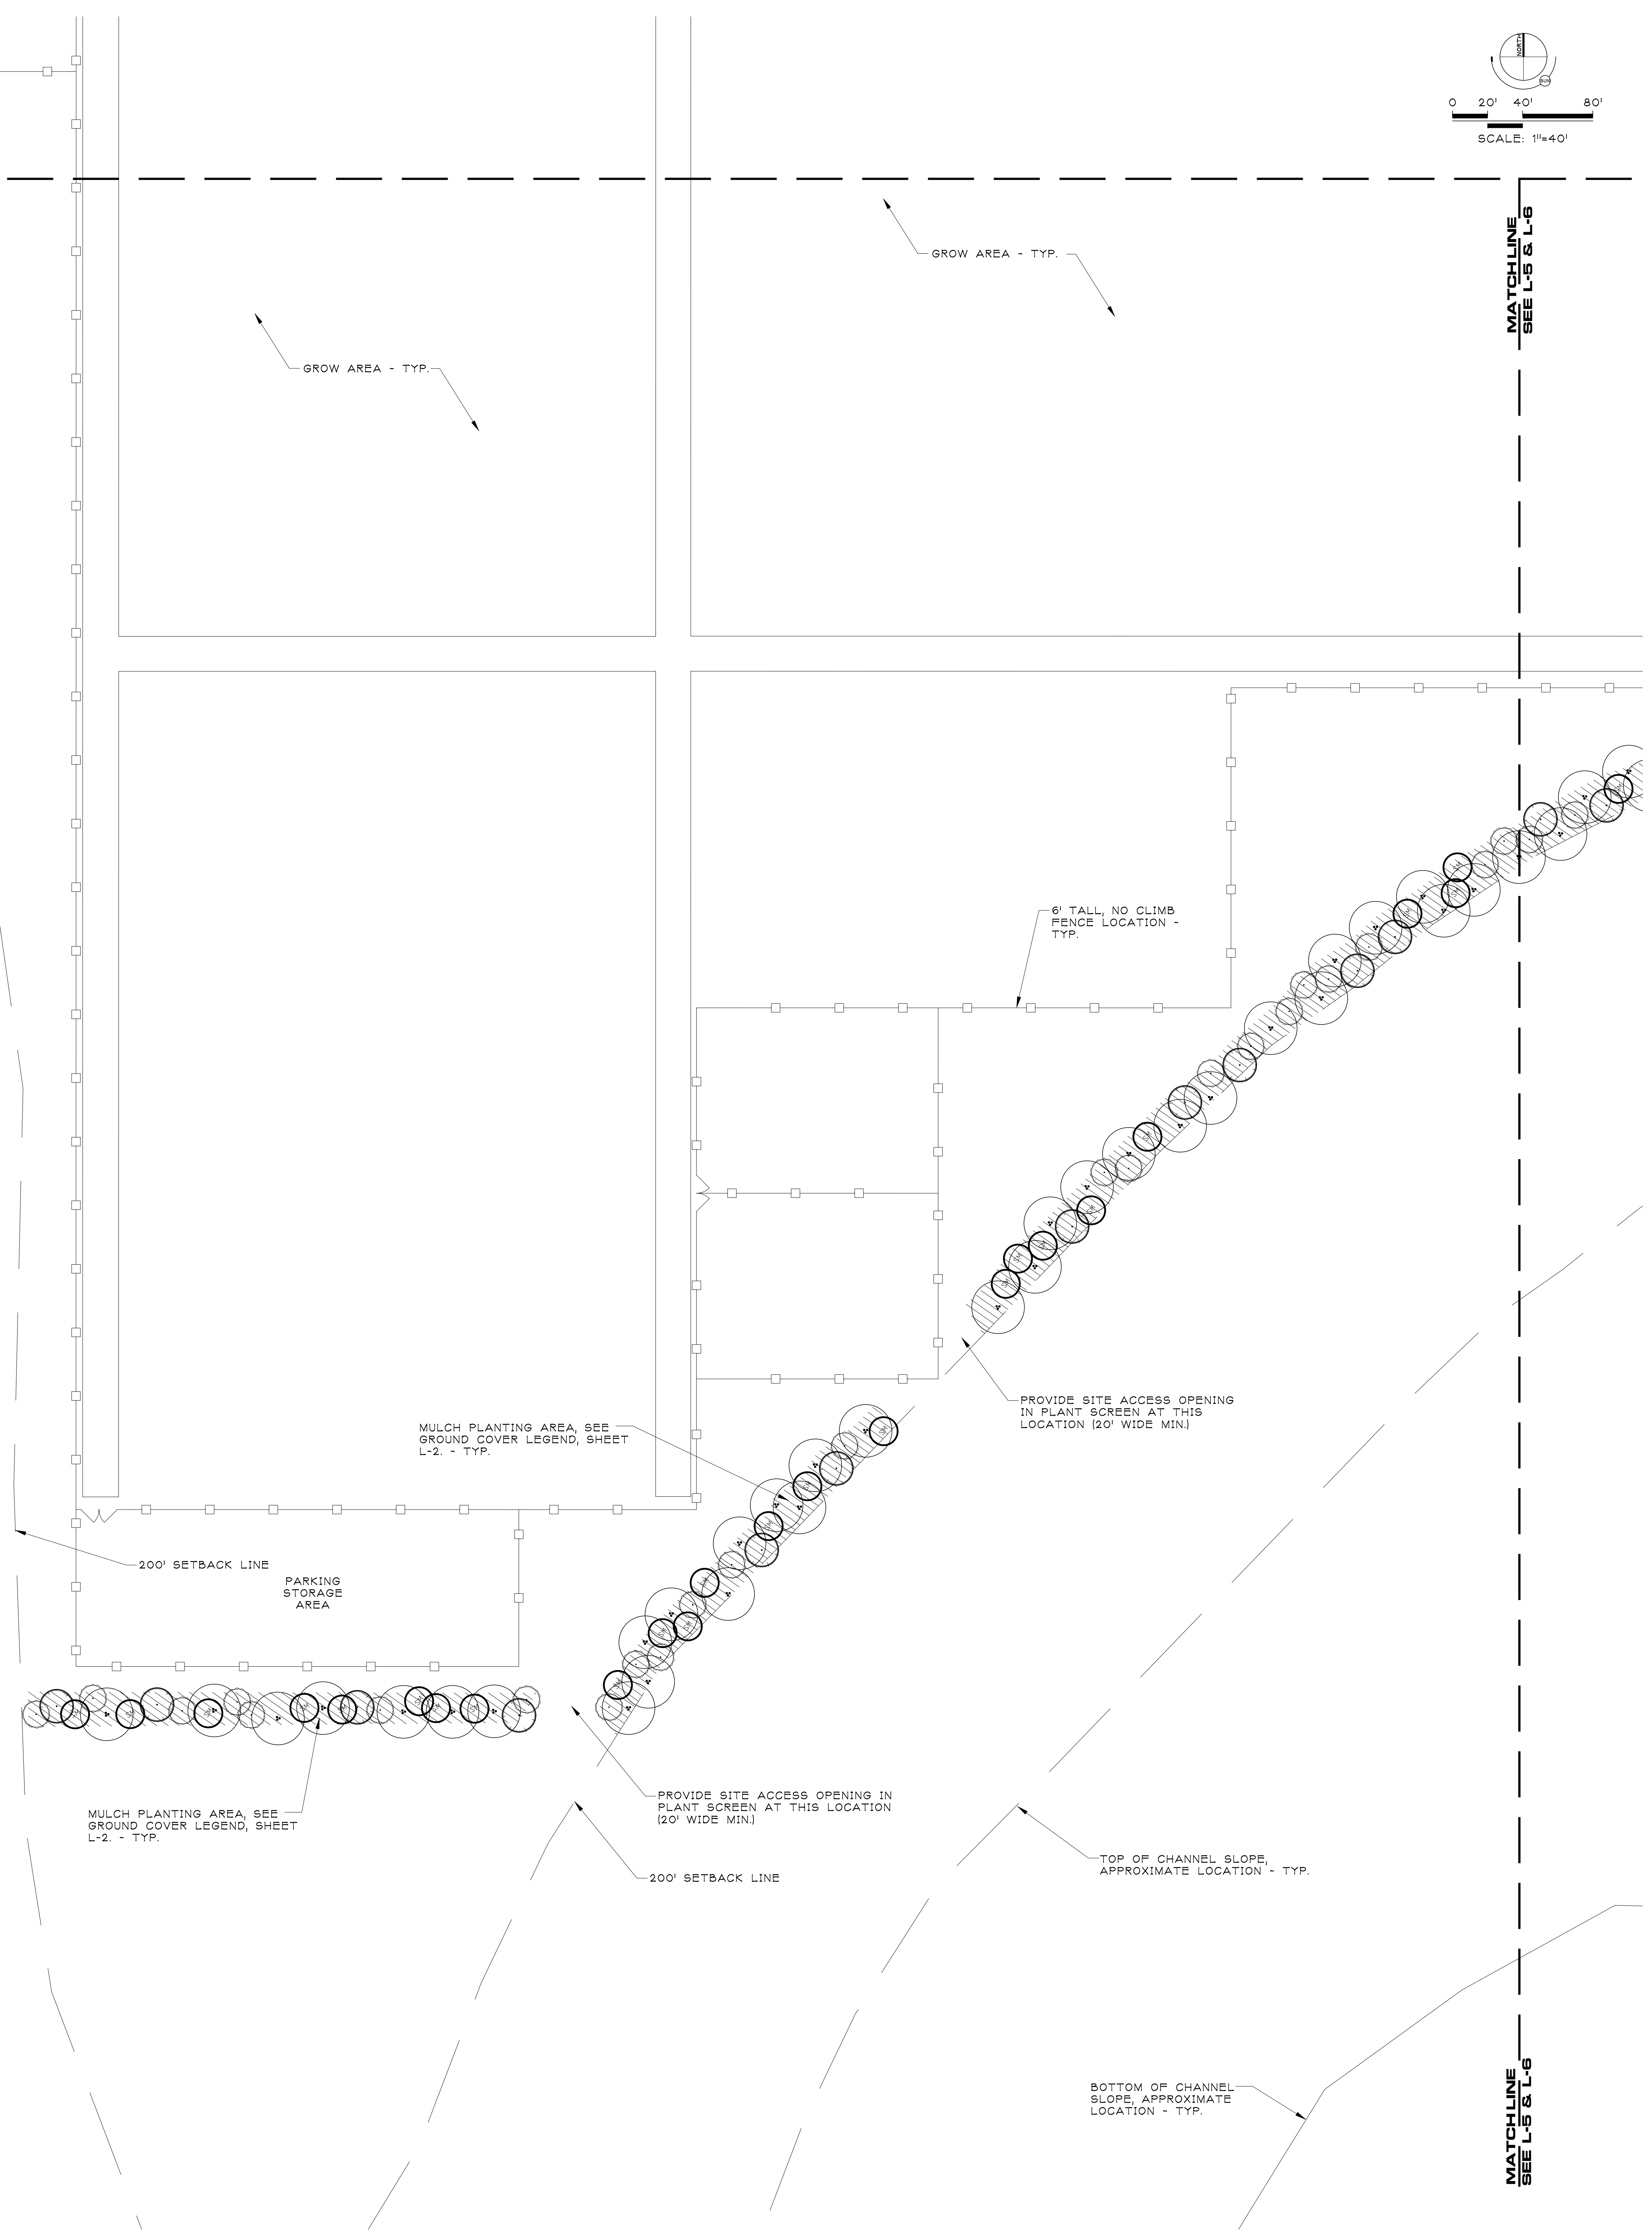 NORTH
SUN
0 20' 40' 80'
SCALE: 1"=40'
MATCHLINE
SEE L-5 & L-6
GROW AREA - TYP.
GROW AREA - TYP.
6' TALL, NO CLIMB
FENCE LOCATION -
TYP.
PROVIDE SITE ACCESS OPENING
IN PLANT SCREEN AT THIS
LOCATION (20' WIDE MIN.)
MULCH PLANTING AREA, SEE
GROUND COVER LEGEND, SHEET
L-2. - TYP.
200' SETBACK LINE
PARKING
STORAGE
AREA
PROVIDE SITE ACCESS OPENING IN
PLANT SCREEN AT THIS LOCATION
(20' WIDE MIN.)
MULCH PLANTING AREA, SEE
GROUND COVER LEGEND, SHEET
L-2. - TYP.
200' SETBACK LINE
TOP OF CHANNEL SLOPE,
APPROXIMATE LOCATION - TYP.
BOTTOM OF CHANNEL
SLOPE, APPROXIMATE
LOCATION - TYP.
MATCHLINE
SEE L-5 & L-6